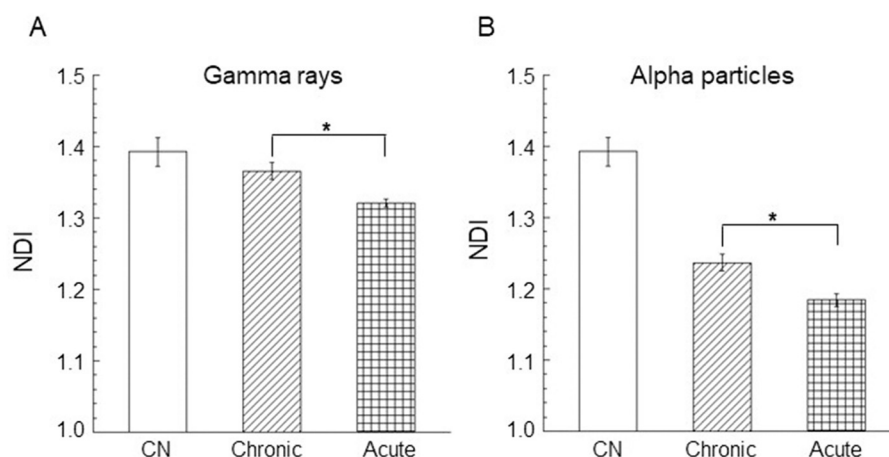 A
Gamma rays
1.5
1.4
1.3
1.2
1.1
1.0
NDI
*
CN Chronic Acute
B
Alpha particles
1.5
1.4
1.3
1.2
1.1
1.0
NDI
*
CN Chronic Acute